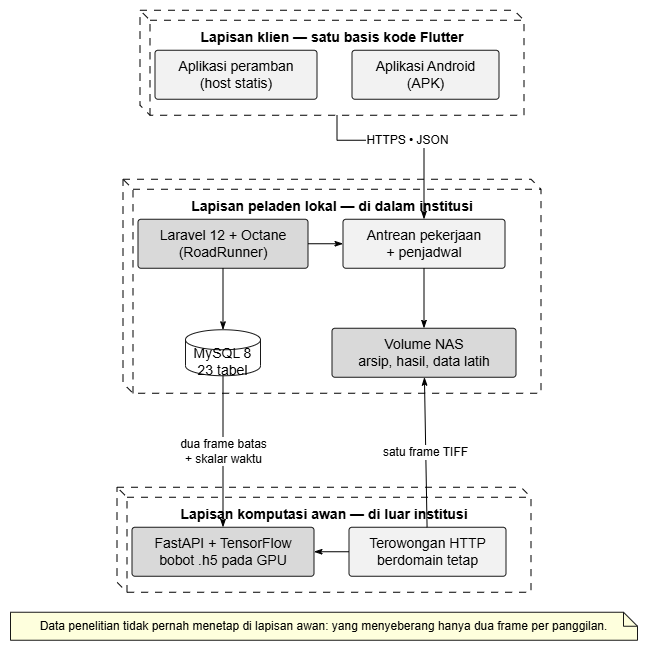 Lapisan klien — satu basis kode Flutter
Aplikasi peramban
(host statis)
Aplikasi Android
(APK)
HTTPS • JSON
Lapisan peladen lokal — di dalam institusi
Laravel 12 + Octane
(RoadRunner)
Antrean pekerjaan
+ penjadwal
MySQL 8
23 tabel
Volume NAS
arsip, hasil, data latih
dua frame batas
+ skalar waktu
satu frame TIFF
Lapisan komputasi awan — di luar institusi
FastAPI + TensorFlow
bobot .h5 pada GPU
Terowongan HTTP
berdomain tetap
Data penelitian tidak pernah menetap di lapisan awan: yang menyeberang hanya dua frame per panggilan.